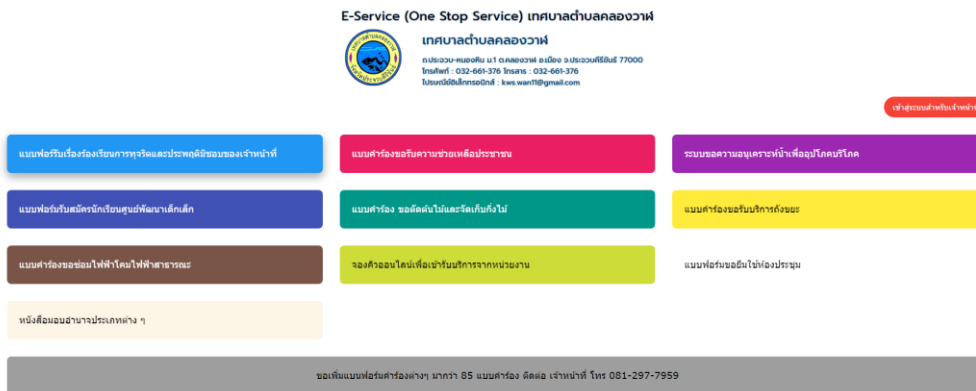 E-Service (One Stop Service) เทศบาลตำบลคลองวาฬ
เทศบาลตำบลคลองวาฬ
ถ.ประจวบ-หนองหิน ม.1 ต.คลองวาฬ อ.เมือง จ.ประจวบคีรีขันธ์ 77000
โทรศัพท์ : 032-661-376 โทรสาร : 032-661-376
ไปรษณีย์อิเล็กทรอนิกส์ : kws.wan11@gmail.com
เข้าสู่ระบบสำหรับเจ้าหน้าที่
แบบฟอร์รับเรื่องร้องเรียนการทุจริตและประพฤติมิชอบของเจ้าหน้าที่
แบบคำร้องขอรับความช่วยเหลือประชาชน
ระบบขอความอนุเคราะห์น้ำเพื่ออุปโภคบริโภค
แบบฟอร์มรับสมัครนักเรียนศูนย์พัฒนาเด็กเล็ก
แบบคำร้อง ขอตัดต้นไม้และจัดเก็บกิ่งไม้
แบบคำร้องขอรับบริการถังขยะ
แบบคำร้องขอซ่อมไฟฟ้าโคมไฟฟ้าสาธารณะ
จองคิวออนไลน์เพื่อเข้ารับบริการจากหน่วยงาน
แบบฟอร์มขอยืมใช้ห้องประชุม
หนังสือมอบอำนาจประเภทต่าง ๆ
ขอเพิ่มแบบฟอร์มคำร้องต่างๆ มากว่า 85 แบบคำร้อง ติดต่อ เจ้าหน้าที่ โทร 081-297-7959